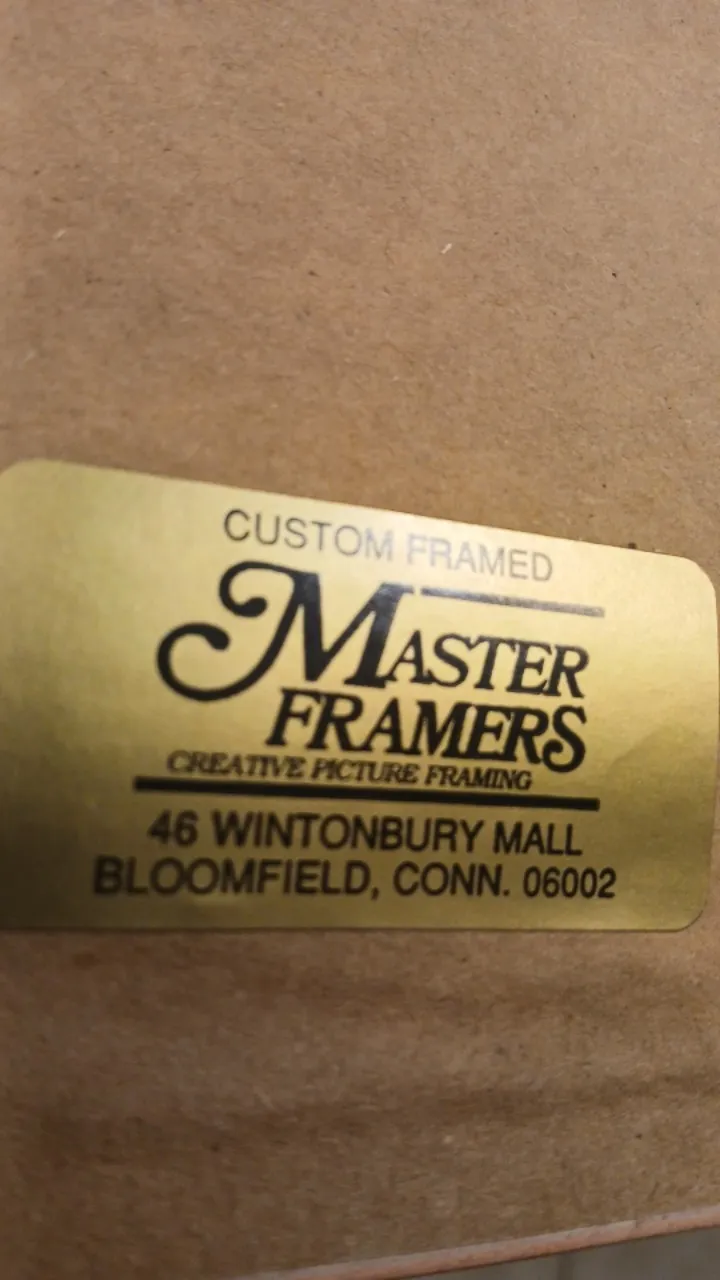 CUSTOM FRAMED
MASTER
FRAMERS
CREATIVE PICTURE FRAMING
46 WINTONBURY MALL
BLOOMFIELD, CONN. 06002